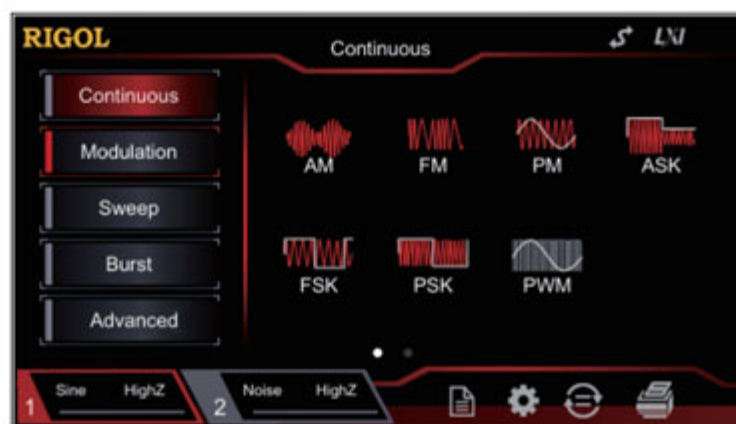 RIGOL
Continuous
LXI
Continuous
Modulation
Sweep
Burst
Advanced
AM
FM
PM
ASK
FSK
PSK
PWM
1 Sine HighZ
2 Noise HighZ